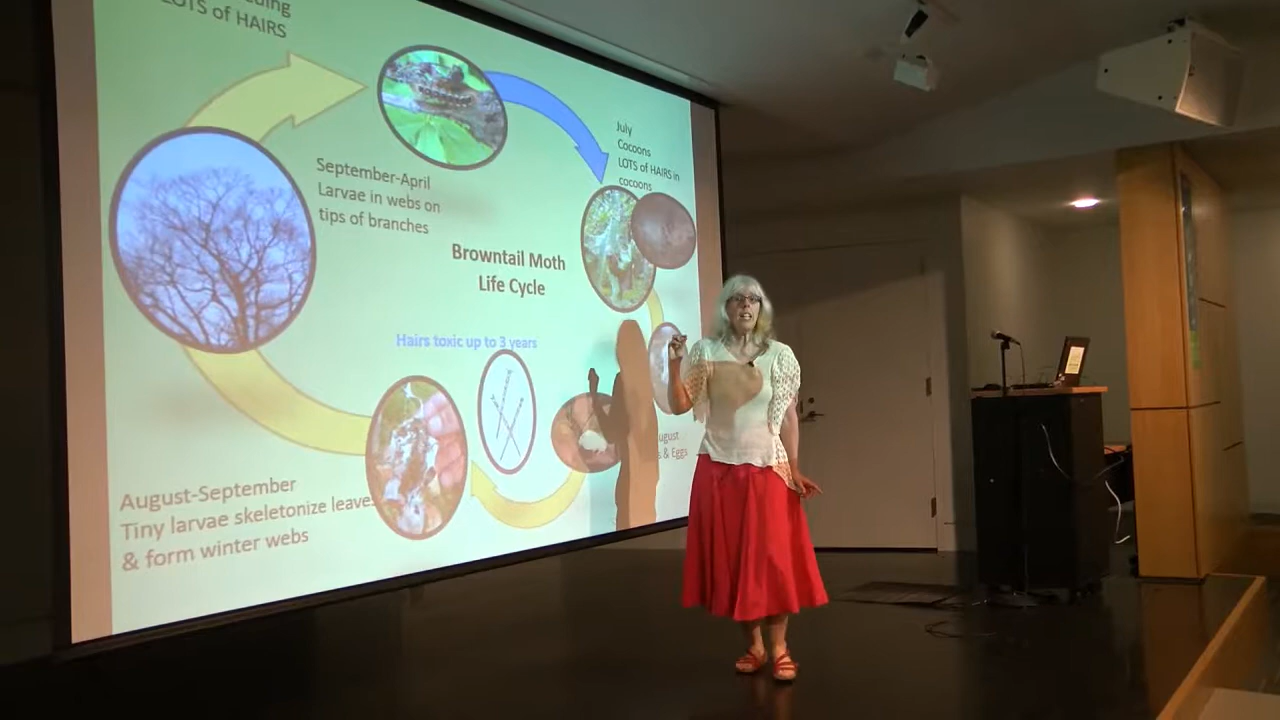 LOTS of HAIRS
July
Cocoons
LOTS of HAIRS in
cocoons
September-April
Larvae in webs on
tips of branches
Browntail Moth
Life Cycle
Hairs toxic up to 3 years
& Eggs
August-September
Tiny larvae skeletonize leaves
& form winter webs